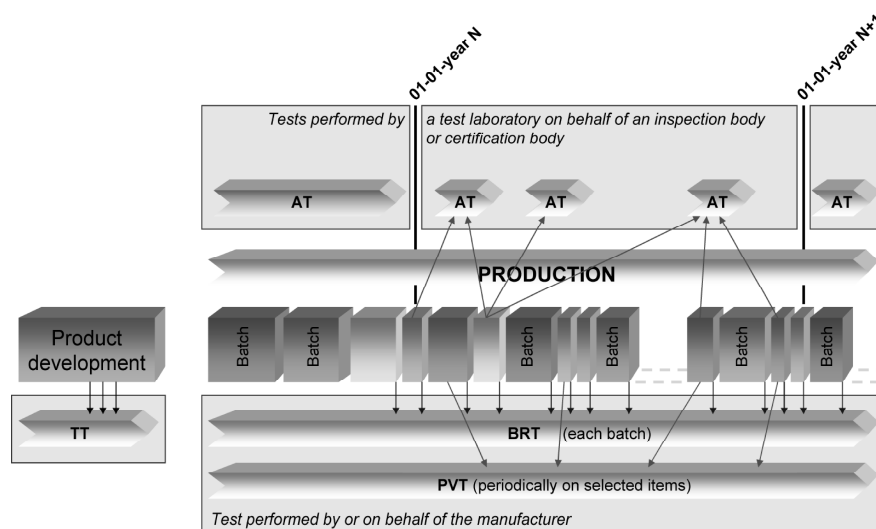 01-01-year N
01-01-year N+1
Tests performed by
a test laboratory on behalf of an inspection body
or certification body
AT
AT
AT
AT
AT
PRODUCTION
Product
development
Batch
Batch
Batch
Batch
Batch
Batch
TT
BRT (each batch)
PVT (periodically on selected items)
Test performed by or on behalf of the manufacturer